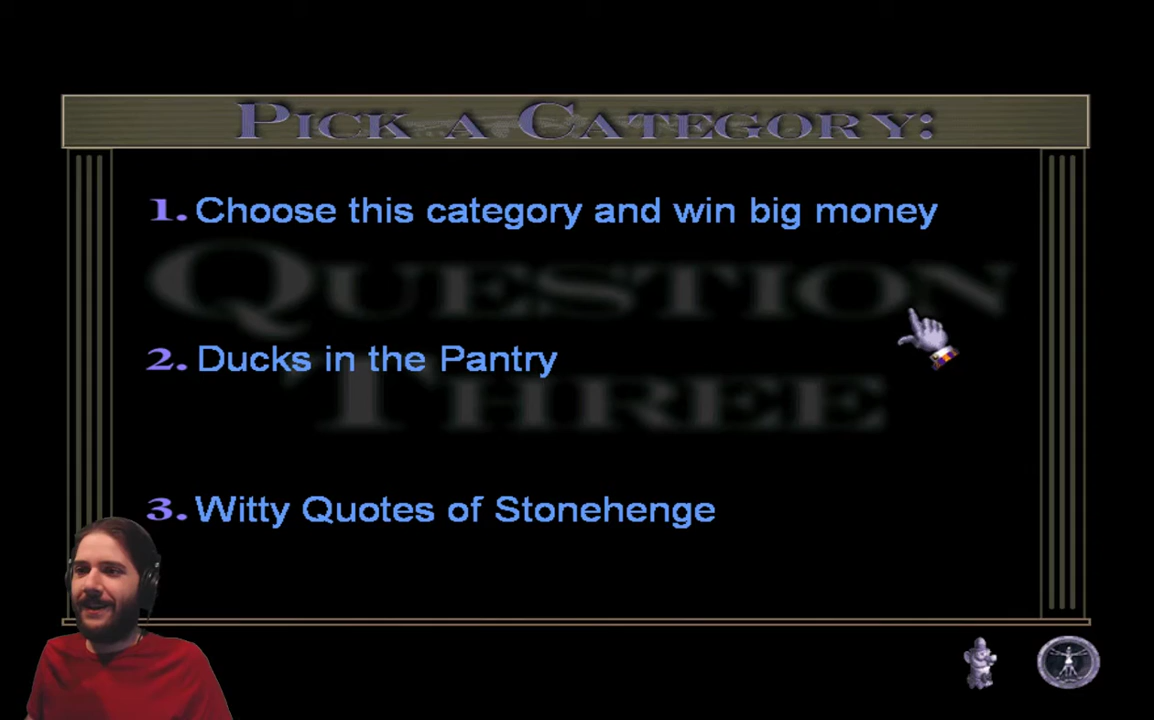 PICK A CATEGORY:
1. Choose this category and win big money
QUESTION
2. Ducks in the Pantry
THREE
3. Witty Quotes of Stonehenge